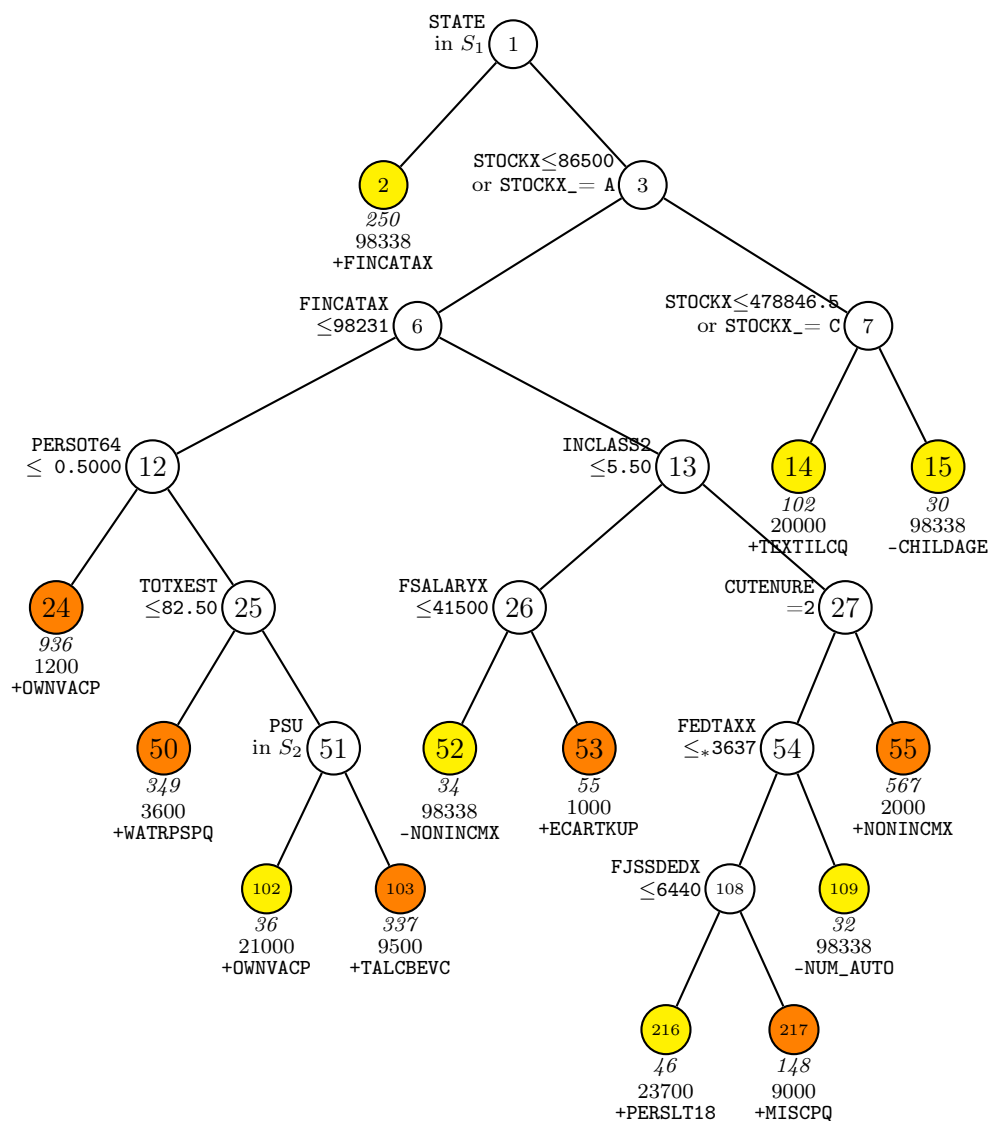 STATE
in S1
1
2
250
98338
+FINCATAX
STOCKX≤86500
or STOCKX_= A
3
FINCATAX
≤98231
6
STOCKX≤478846.5
or STOCKX_= C
7
PERSOT64
≤ 0.5000
12
INCLASS2
≤5.50
13
14
102
20000
+TEXTILCQ
15
30
98338
-CHILDAGE
24
936
1200
+OWNVACP
TOTXEST
≤82.50
25
FSALARYX
≤41500
26
CUTENURE
=2
27
50
349
3600
+WATRPSPQ
PSU
in S2
51
52
34
98338
-NONINCMX
53
55
1000
+ECARTKUP
FEDTAXX
≤*3637
54
55
567
2000
+NONINCMX
102
36
21000
+OWNVACP
103
337
9500
+TALCBEVC
FJSSDEDX
≤6440
108
109
32
98338
-NUM_AUTO
216
46
23700
+PERSLT18
217
148
9000
+MISCPQ